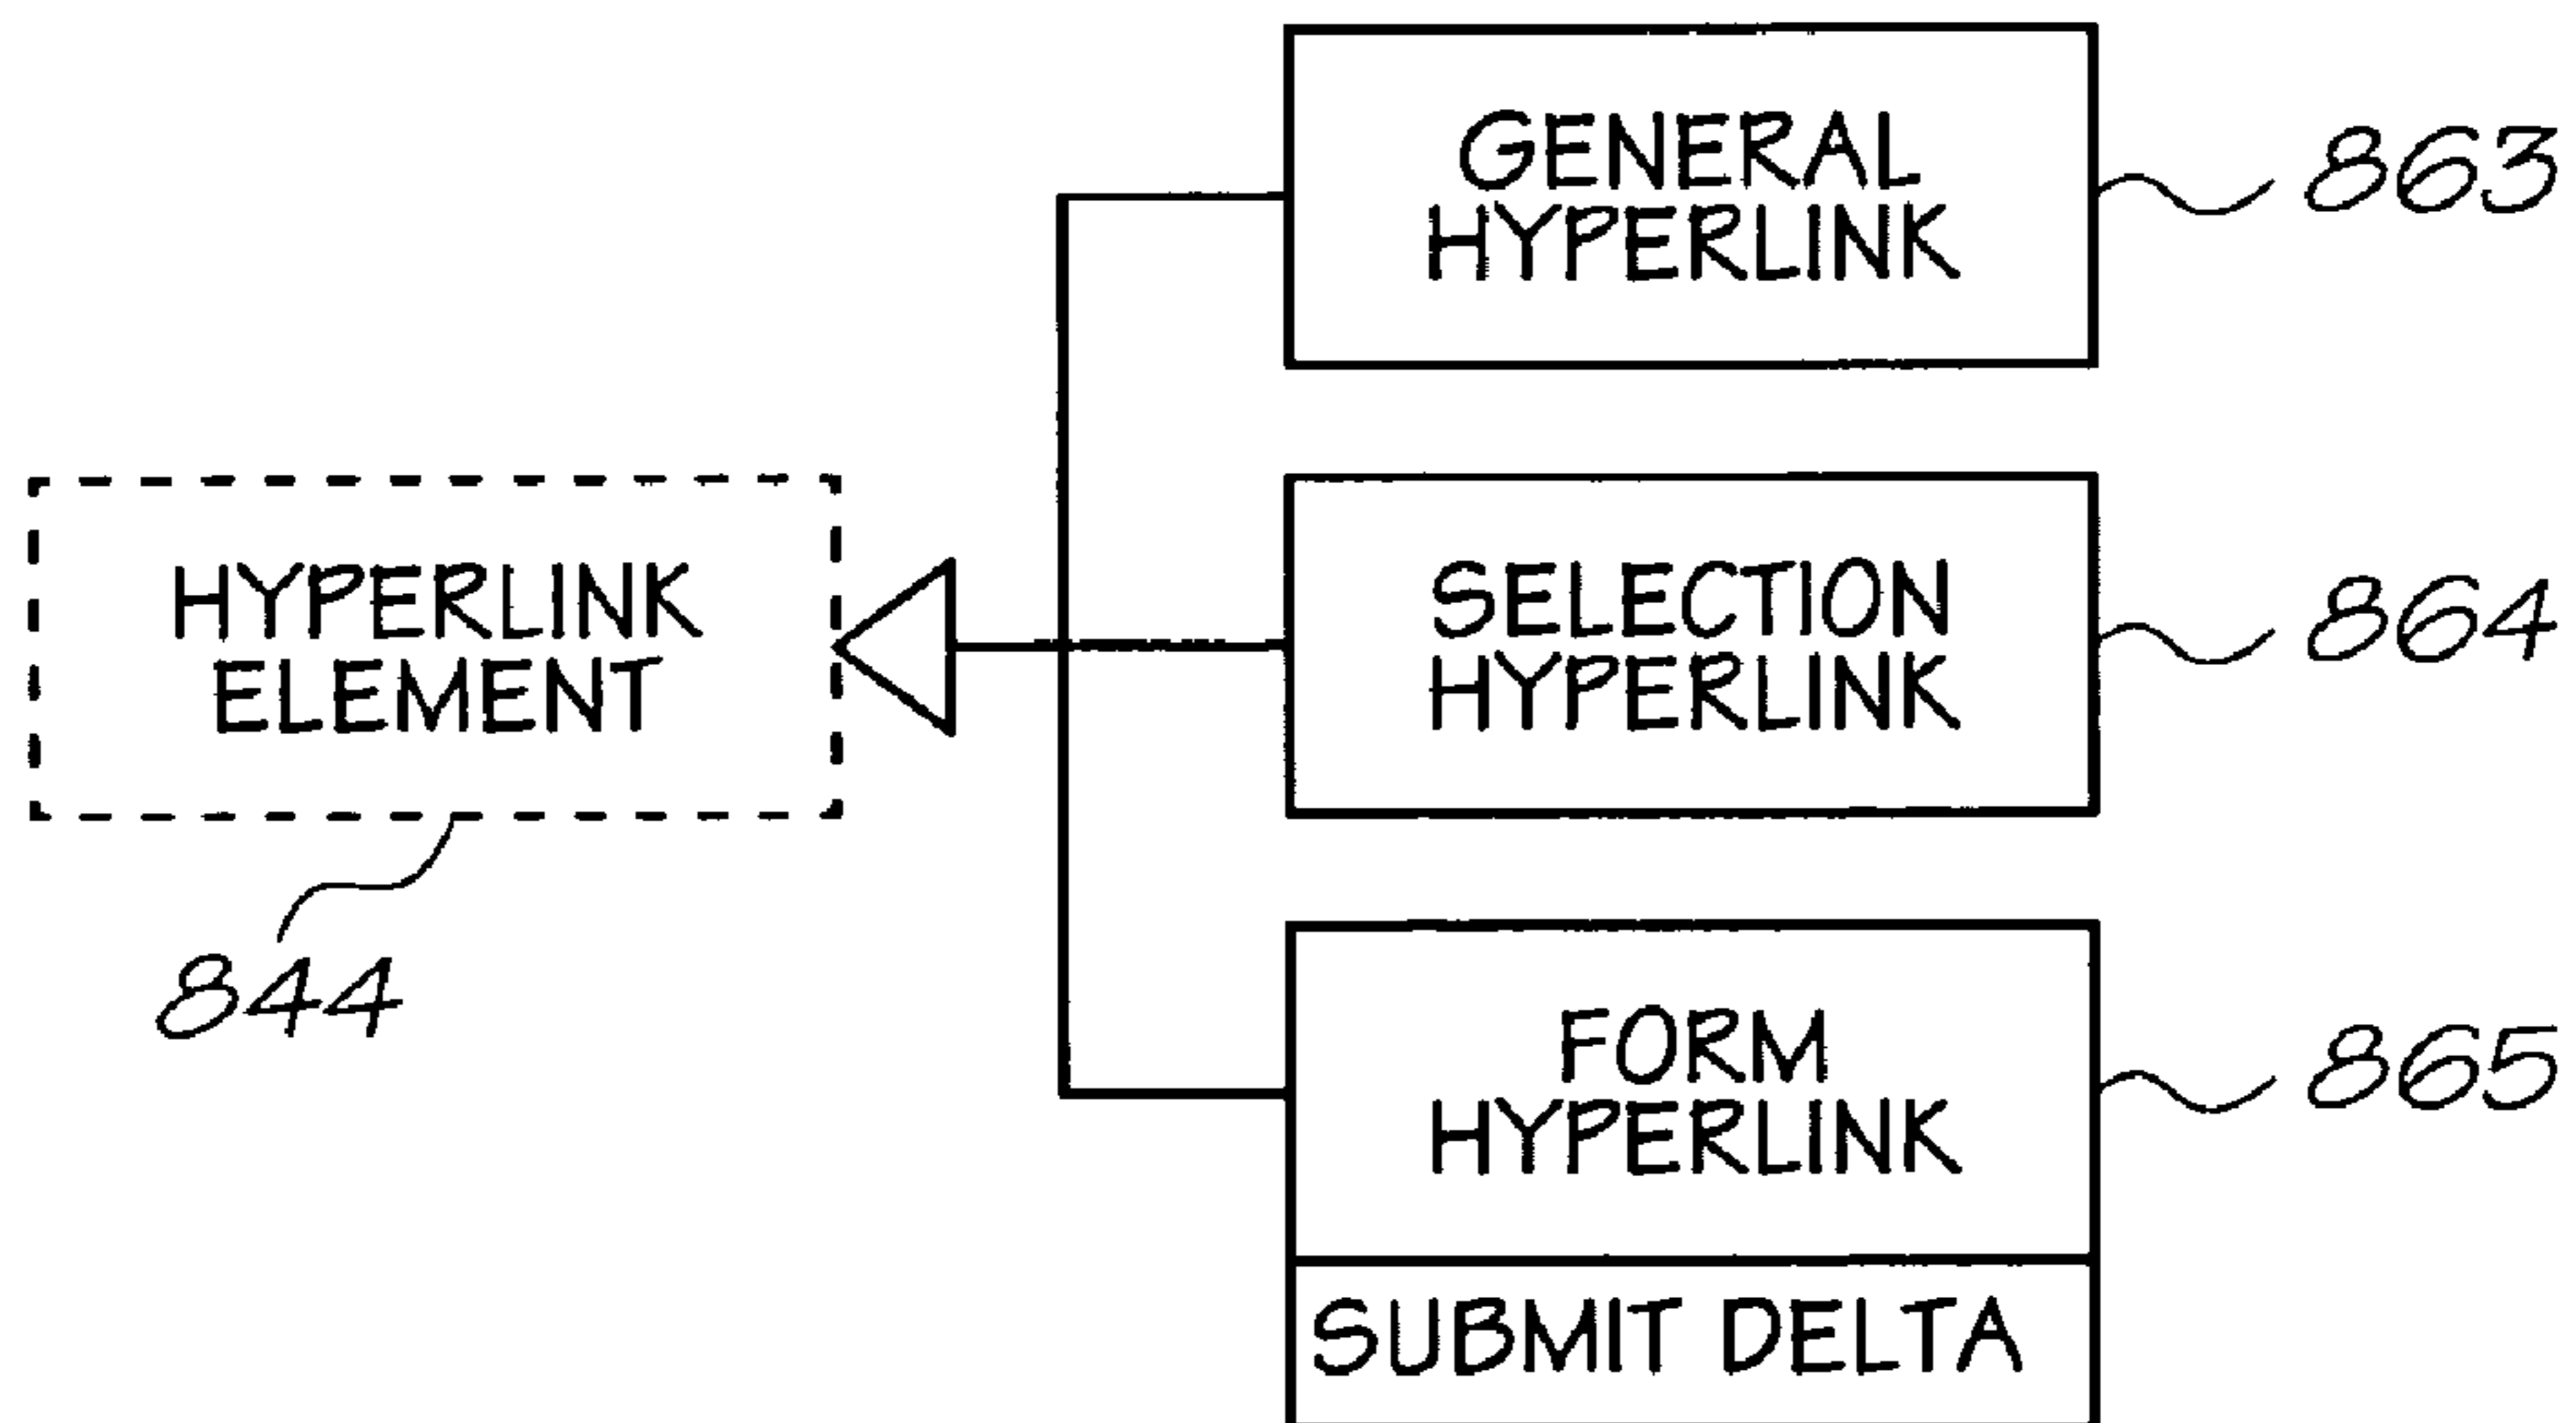 GENERAL
HYPERLINK
863
HYPERLINK
ELEMENT
844
SELECTION
HYPERLINK
864
FORM
HYPERLINK
865
SUBMIT DELTA